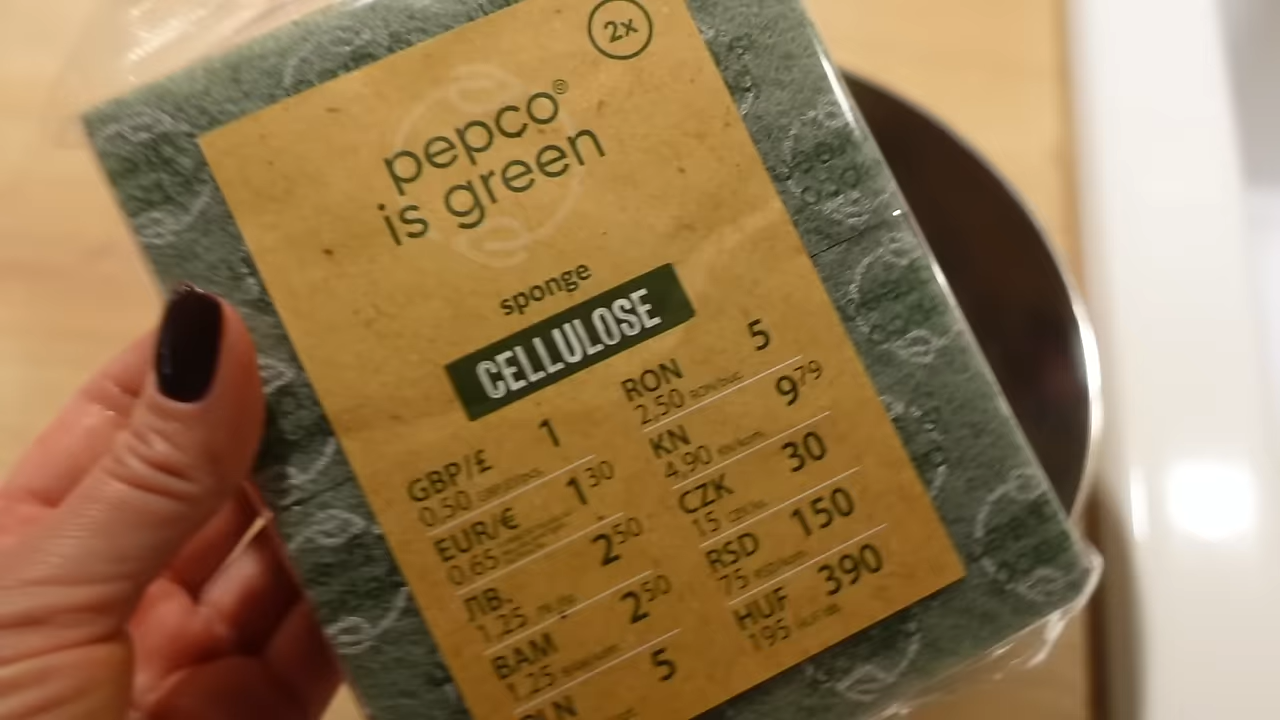 2x
pepco®
is green
sponge
CELLULOSE
GBP/£ 1
0.50
EUR/€ 1³⁰
0.65
ЛВ. 2⁵⁰
1.25
BAM 2⁵⁰
1.25
PLN 5
RON 5
2.50
KN 9⁷⁹
4.90
CZK 30
15
RSD 150
75
HUF 390
195